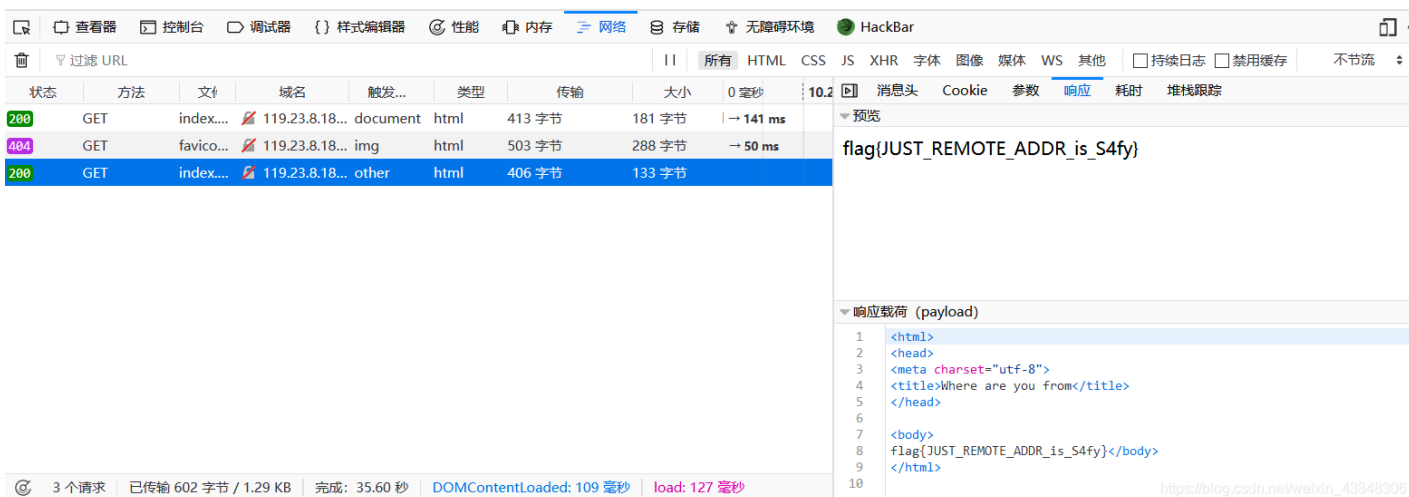 查看器 控制台 调试器 {} 样式编辑器 性能 内存 网络 存储 无障碍环境 HackBar
过滤 URL 所有 HTML CSS JS XHR 字体 图像 媒体 WS 其他 持续日志 禁用缓存 不节流
状态 方法 域名 触发... 类型 传输 大小 0 毫秒 10.2 消息头 Cookie 参数 响应 耗时 堆栈跟踪
200 GET index.... 119.23.8.18... document html 413 字节 181 字节 → 141 ms
404 GET favico... 119.23.8.18... img html 503 字节 288 字节 → 50 ms
200 GET index.... 119.23.8.18... other html 406 字节 133 字节
预览
flag{JUST_REMOTE_ADDR_is_S4fy}
响应载荷 (payload)
1 <html>
2 <head>
3 <meta charset="utf-8">
4 <title>Where are you from</title>
5 </head>
6
7 <body>
8 flag{JUST_REMOTE_ADDR_is_S4fy}</body>
9 </html>
10
3 个请求 已传输 602 字节 / 1.29 KB 完成: 35.60 秒 DOMContentLoaded: 109 毫秒 load: 127 毫秒
https://blog.csdn.net/weixin_43848306